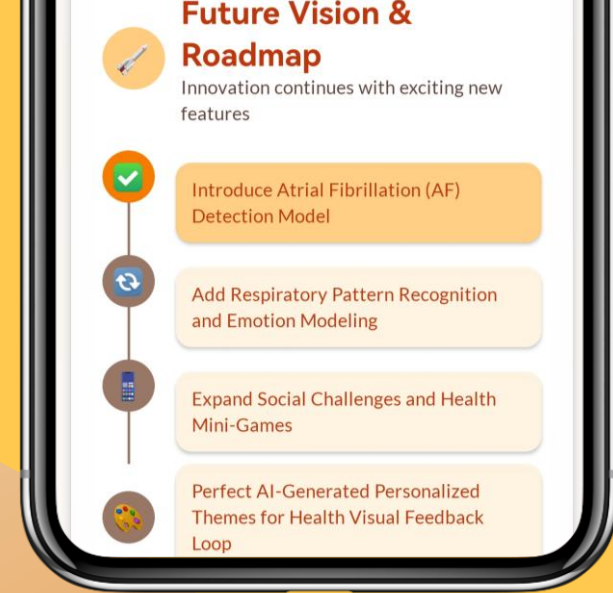 Future Vision &
Roadmap
Innovation continues with exciting new
features
Introduce Atrial Fibrillation (AF)
Detection Model
Add Respiratory Pattern Recognition
and Emotion Modeling
Expand Social Challenges and Health
Mini-Games
Perfect AI-Generated Personalized
Themes for Health Visual Feedback
Loop